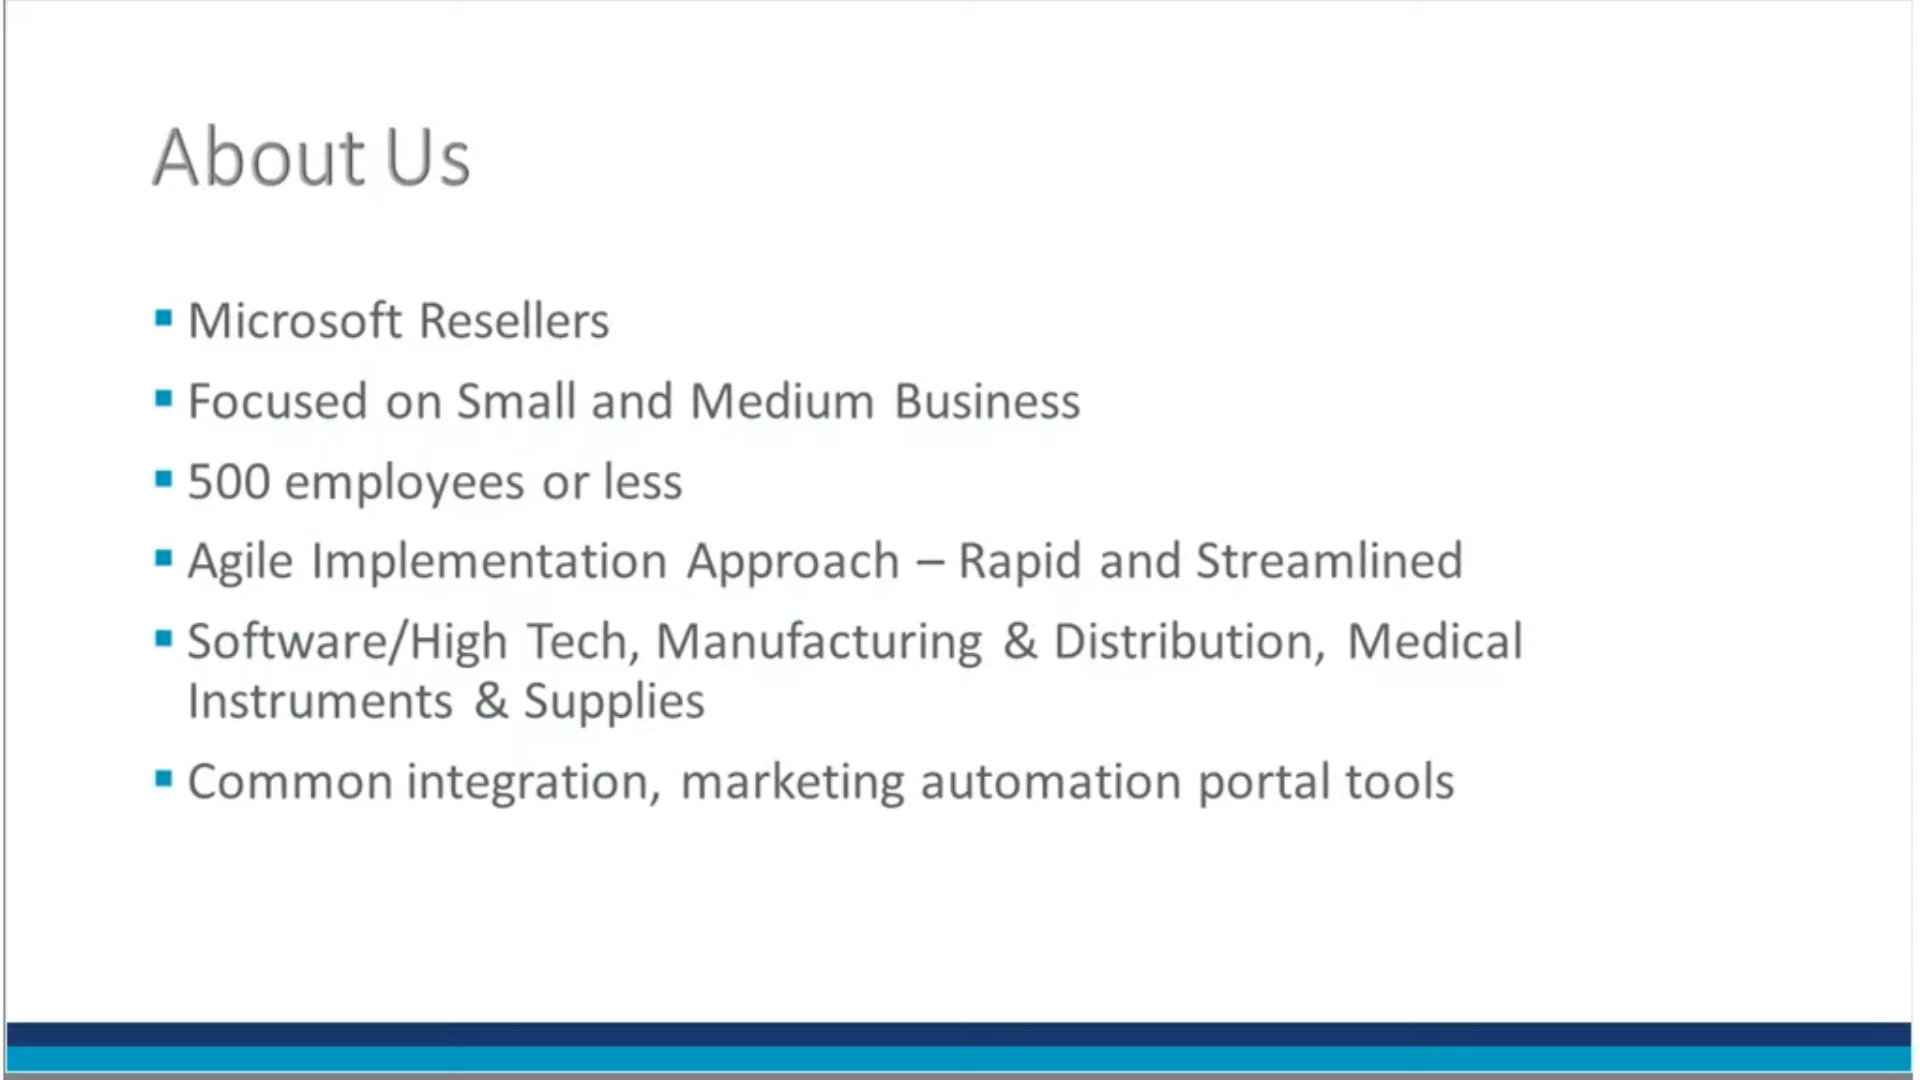 About Us
Microsoft Resellers
Focused on Small and Medium Business
500 employees or less
Agile Implementation Approach – Rapid and Streamlined
Software/High Tech, Manufacturing & Distribution, Medical
Instruments & Supplies
Common integration, marketing automation portal tools